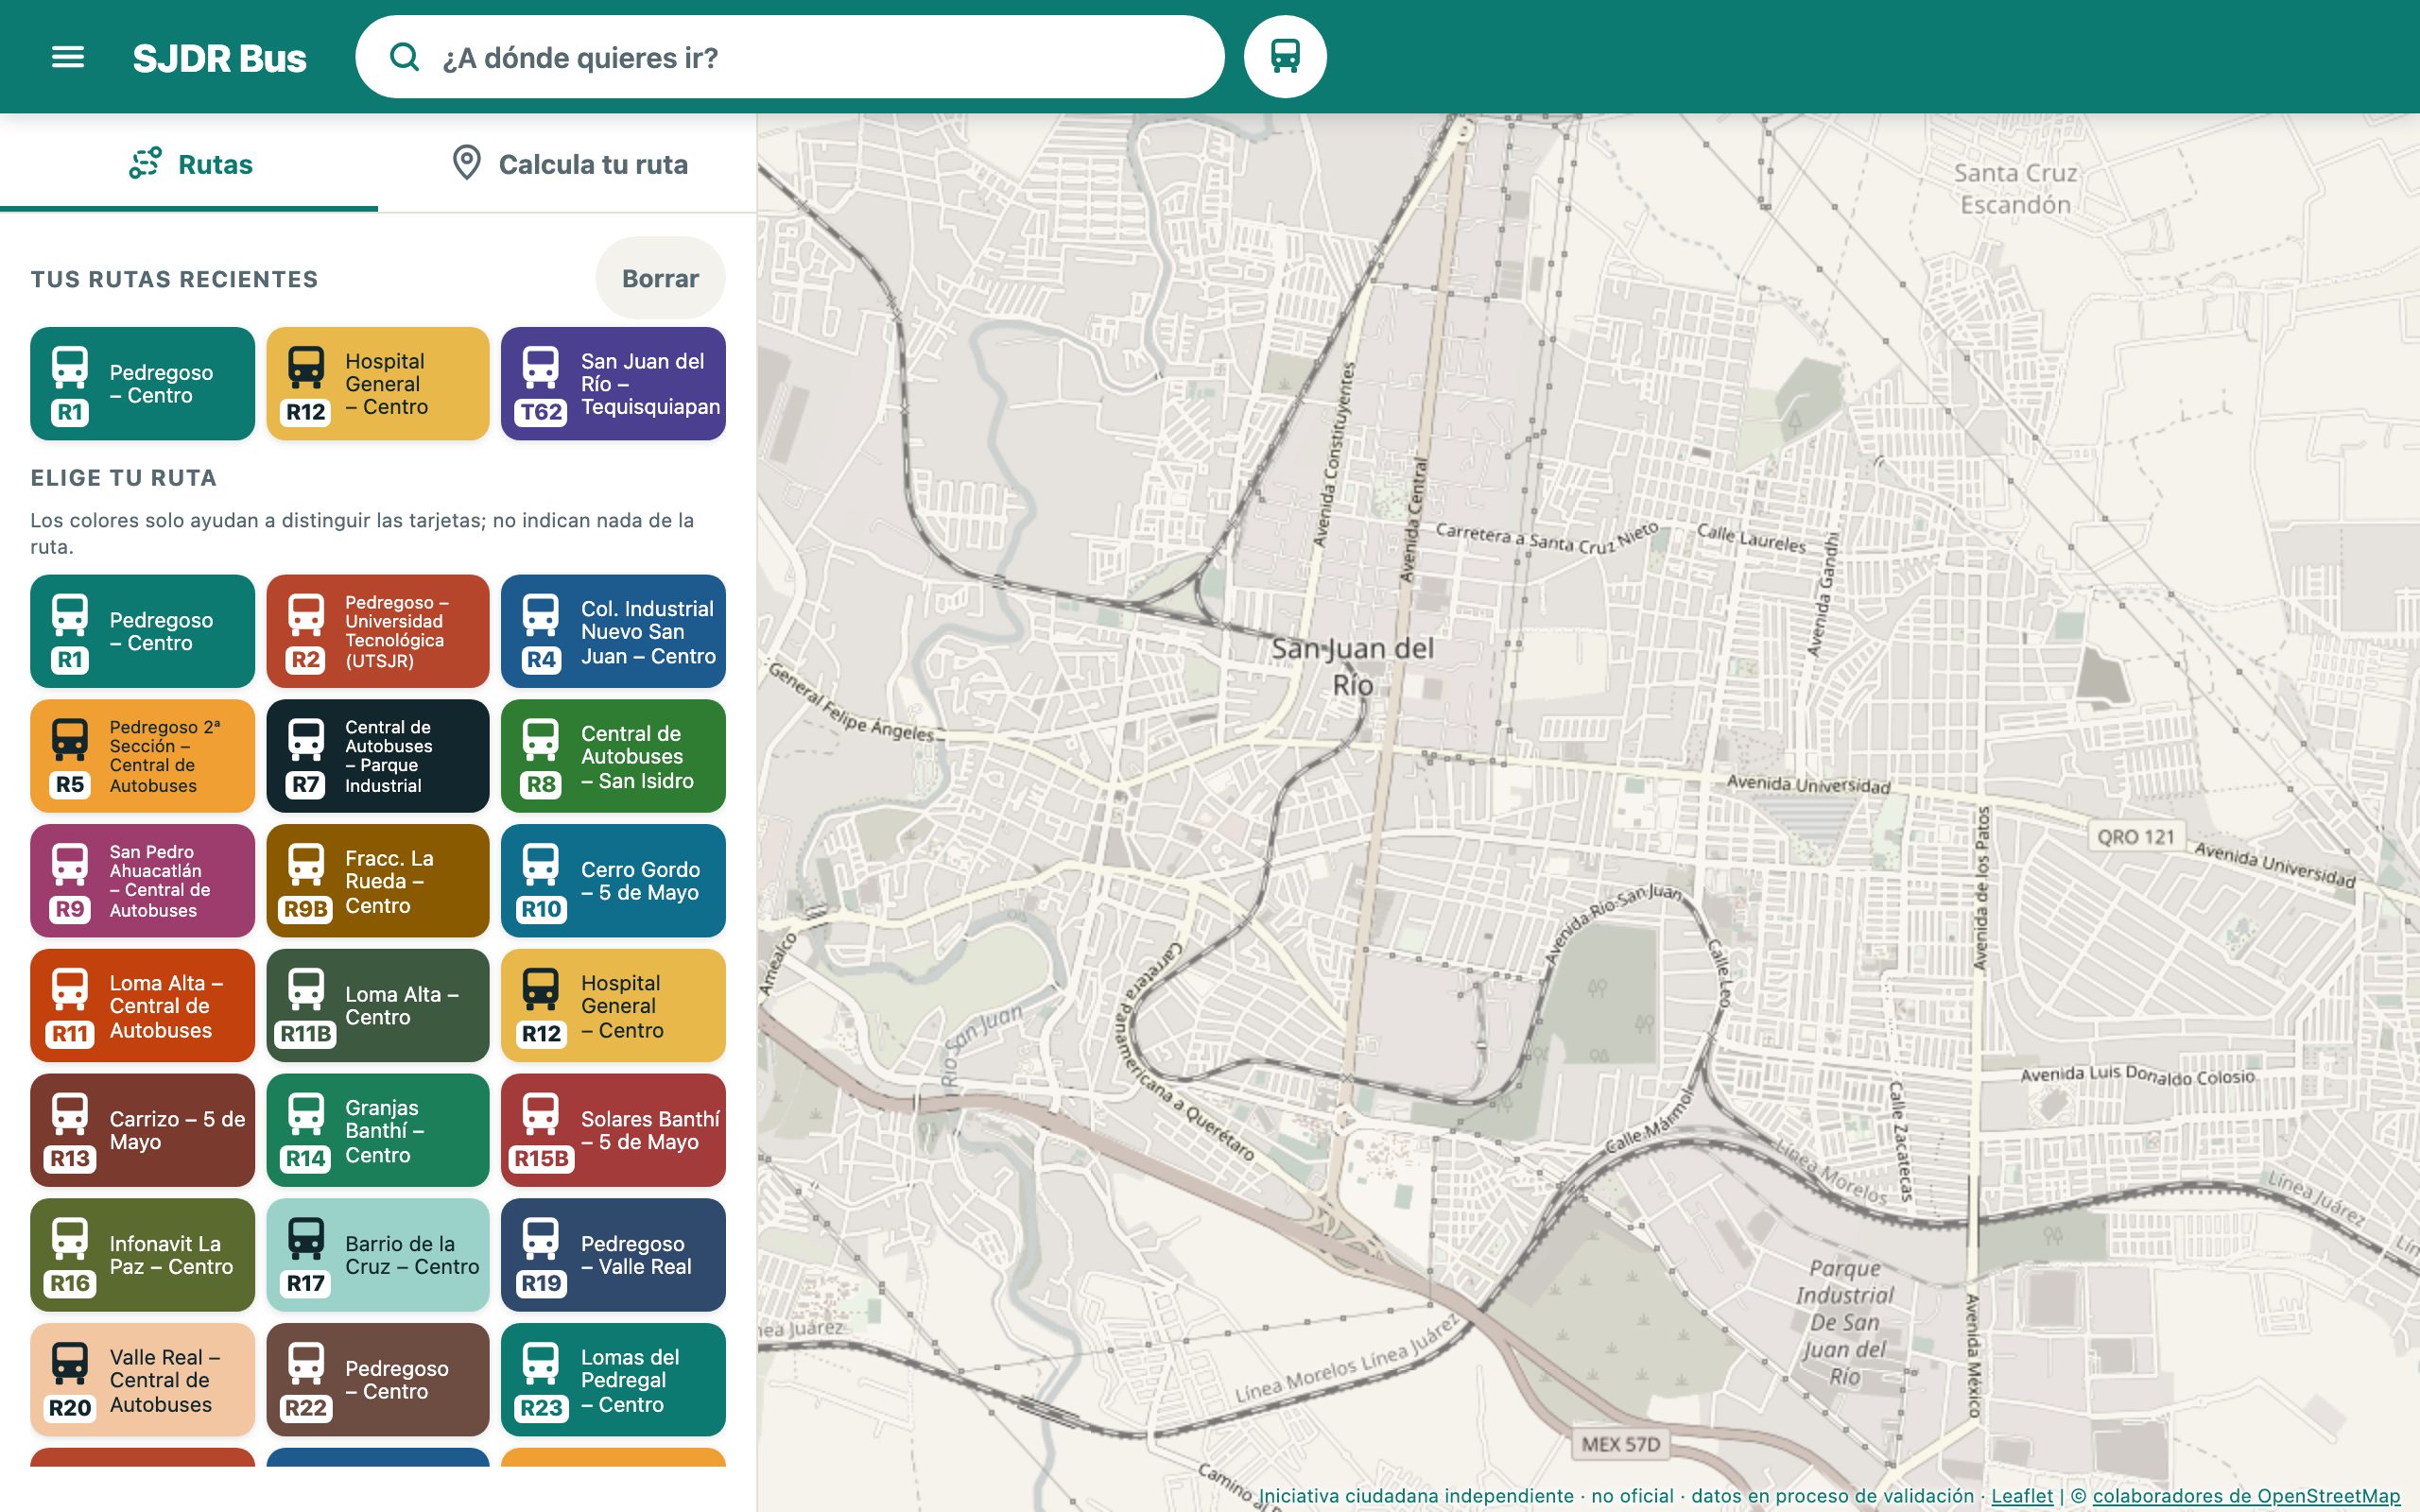 SJDR Bus
¿A dónde quieres ir?
Rutas
Calcula tu ruta
TUS RUTAS RECIENTES
Borrar
R1
Pedregoso
– Centro
R12
Hospital
General
– Centro
T62
San Juan del
Río –
Tequisquiapan
ELIGE TU RUTA
Los colores solo ayudan a distinguir las tarjetas; no indican nada de la
ruta.
R1
Pedregoso
– Centro
R2
Pedregoso –
Universidad
Tecnológica
(UTSJR)
R4
Col. Industrial
Nuevo San
Juan – Centro
R5
Pedregoso 2ª
Sección –
Central de
Autobuses
R7
Central de
Autobuses
– Parque
Industrial
R8
Central de
Autobuses
– San Isidro
R9
San Pedro
Ahuacatlán
– Central de
Autobuses
R9B
Fracc. La
Rueda –
Centro
R10
Cerro Gordo
– 5 de Mayo
R11
Loma Alta –
Central de
Autobuses
R11B
Loma Alta –
Centro
R12
Hospital
General
– Centro
R13
Carrizo – 5 de
Mayo
R14
Granjas
Banthí –
Centro
R15B
Solares Banthí
– 5 de Mayo
R16
Infonavit La
Paz – Centro
R17
Barrio de la
Cruz – Centro
R19
Pedregoso
– Valle Real
R20
Valle Real –
Central de
Autobuses
R22
Pedregoso
– Centro
R23
Lomas del
Pedregal
– Centro
Santa Cruz
Escandón
Avenida Constituyentes
Avenida Central
Carretera a Santa Cruz Nieto
Calle Laureles
Avenida Gandhi
San Juan del
Río
General Felipe Ángeles
Avenida Universidad
QRO 121
Avenida Universidad
Avenida de los Patos
Avenida Río San Juan
Calle Leo
Amealco
Carretera Panamericana a Querétaro
Río San Juan
Avenida Luis Donaldo Colosio
Calle Zacatecas
Calle Mármol
Línea Morelos
Línea Juárez
Lín
Parque
Industrial
De San
Juan del
Río
Avenida México
nea Juárez
Línea Morelos Línea Juárez
MEX 57D
Camino al
Iniciativa ciudadana independiente · no oficial · datos en proceso de validación · Leaflet | © colaboradores de OpenStreetMap